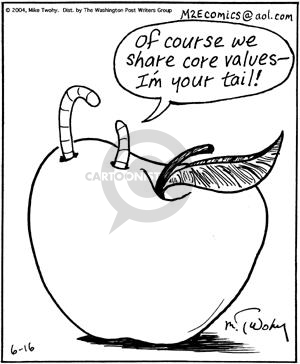 © 2004, Mike Twohy. Dist. by The Washington Post Writers Group
M2Ecomics@aol.com
Of course we
share core values–
I'm your tail!
CARTOONIST
M. Twohy
6-16